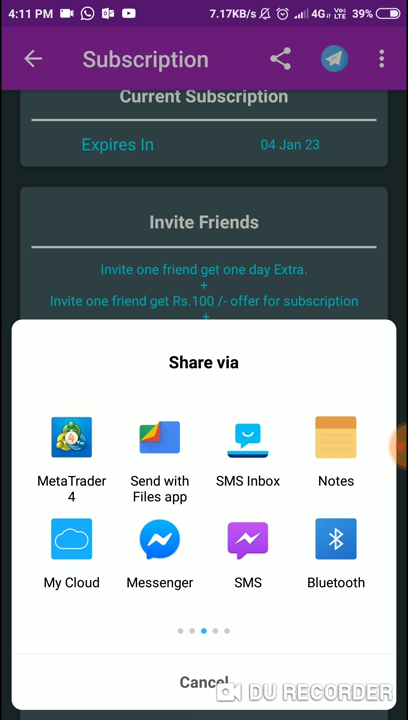 4:11 PM
7.17KB/s
4G
Vo)
LTE
39%
Subscription
Current Subscription
Expires In
04 Jan 23
Invite Friends
Invite one friend get one day Extra.
+
Invite one friend get Rs.100 /- offer for subscription
+
Share via
MetaTrader
4
Send with
Files app
SMS Inbox
Notes
My Cloud
Messenger
SMS
Bluetooth
Cancel
DU RECORDER